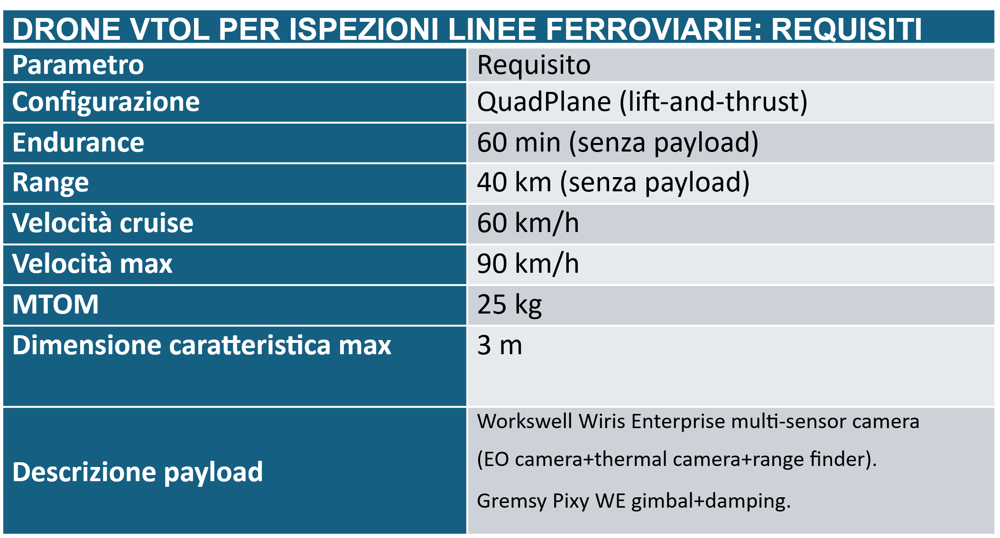 DRONE VTOL PER ISPEZIONI LINEE FERROVIARIE: REQUISITI
Parametro Requisito
Configurazione QuadPlane (lift-and-thrust)
Endurance 60 min (senza payload)
Range 40 km (senza payload)
Velocità cruise 60 km/h
Velocità max 90 km/h
MTOM 25 kg
Dimensione caratteristica max 3 m
Descrizione payload
Workswell Wiris Enterprise multi-sensor camera
(EO camera+thermal camera+range finder).
Gremsy Pixy WE gimbal+damping.